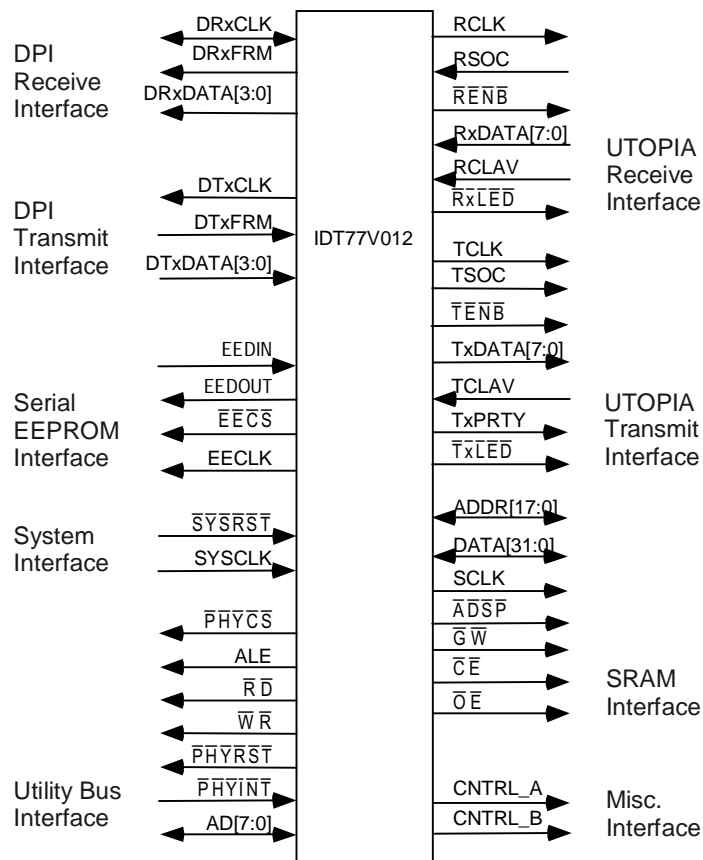 DRxCLK
DRxFRM
DPI
Receive
Interface
DRxDATA[3:0]
DTxCLK
DPI
Transmit
Interface
DTxFRM
DTxDATA[3:0]
EEDIN
EEDOUT
Serial
EEPROM
Interface
EECS
EECLK
System
Interface
SYSRST
SYSCLK
PHYCS
ALE
RD
WR
PHYRST
Utility Bus
Interface
PHYINT
AD[7:0]
IDT77V012
RCLK
RSOC
RENB
RxDATA[7:0]
UTOPIA
Receive
Interface
RCLAV
RxLED
TCLK
TSOC
TENB
TxDATA[7:0]
TCLAV
UTOPIA
Transmit
Interface
TxPRTY
TxLED
ADDR[17:0]
DATA[31:0]
SCLK
ADSP
GW
CE
SRAM
Interface
OE
CNTRL_A
Misc.
Interface
CNTRL_B